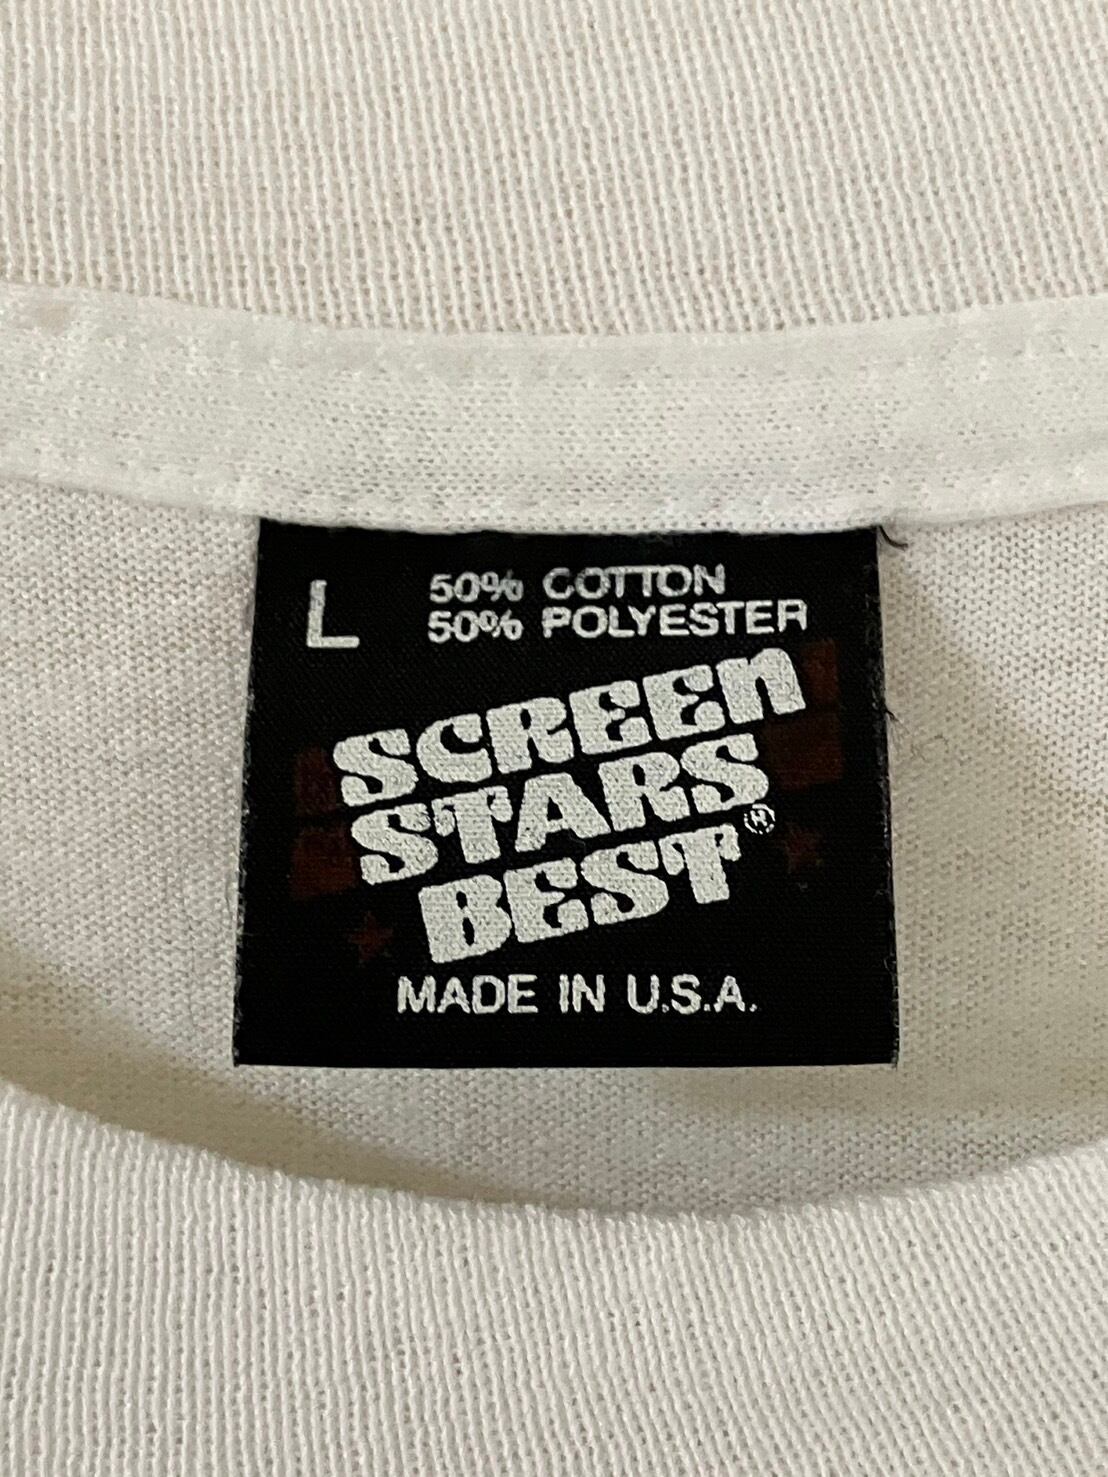 L 50% COTTON
50% POLYESTER
SCREEN
STARS
BEST®
MADE IN U.S.A.